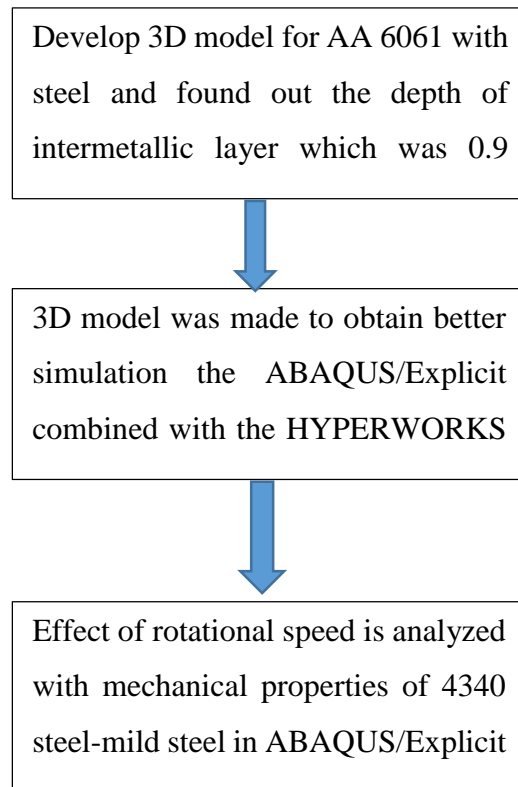 Develop 3D model for AA 6061 with
steel and found out the depth of
intermetallic layer which was 0.9
3D model was made to obtain better
simulation the ABAQUS/Explicit
combined with the HYPERWORKS
Effect of rotational speed is analyzed
with mechanical properties of 4340
steel-mild steel in ABAQUS/Explicit